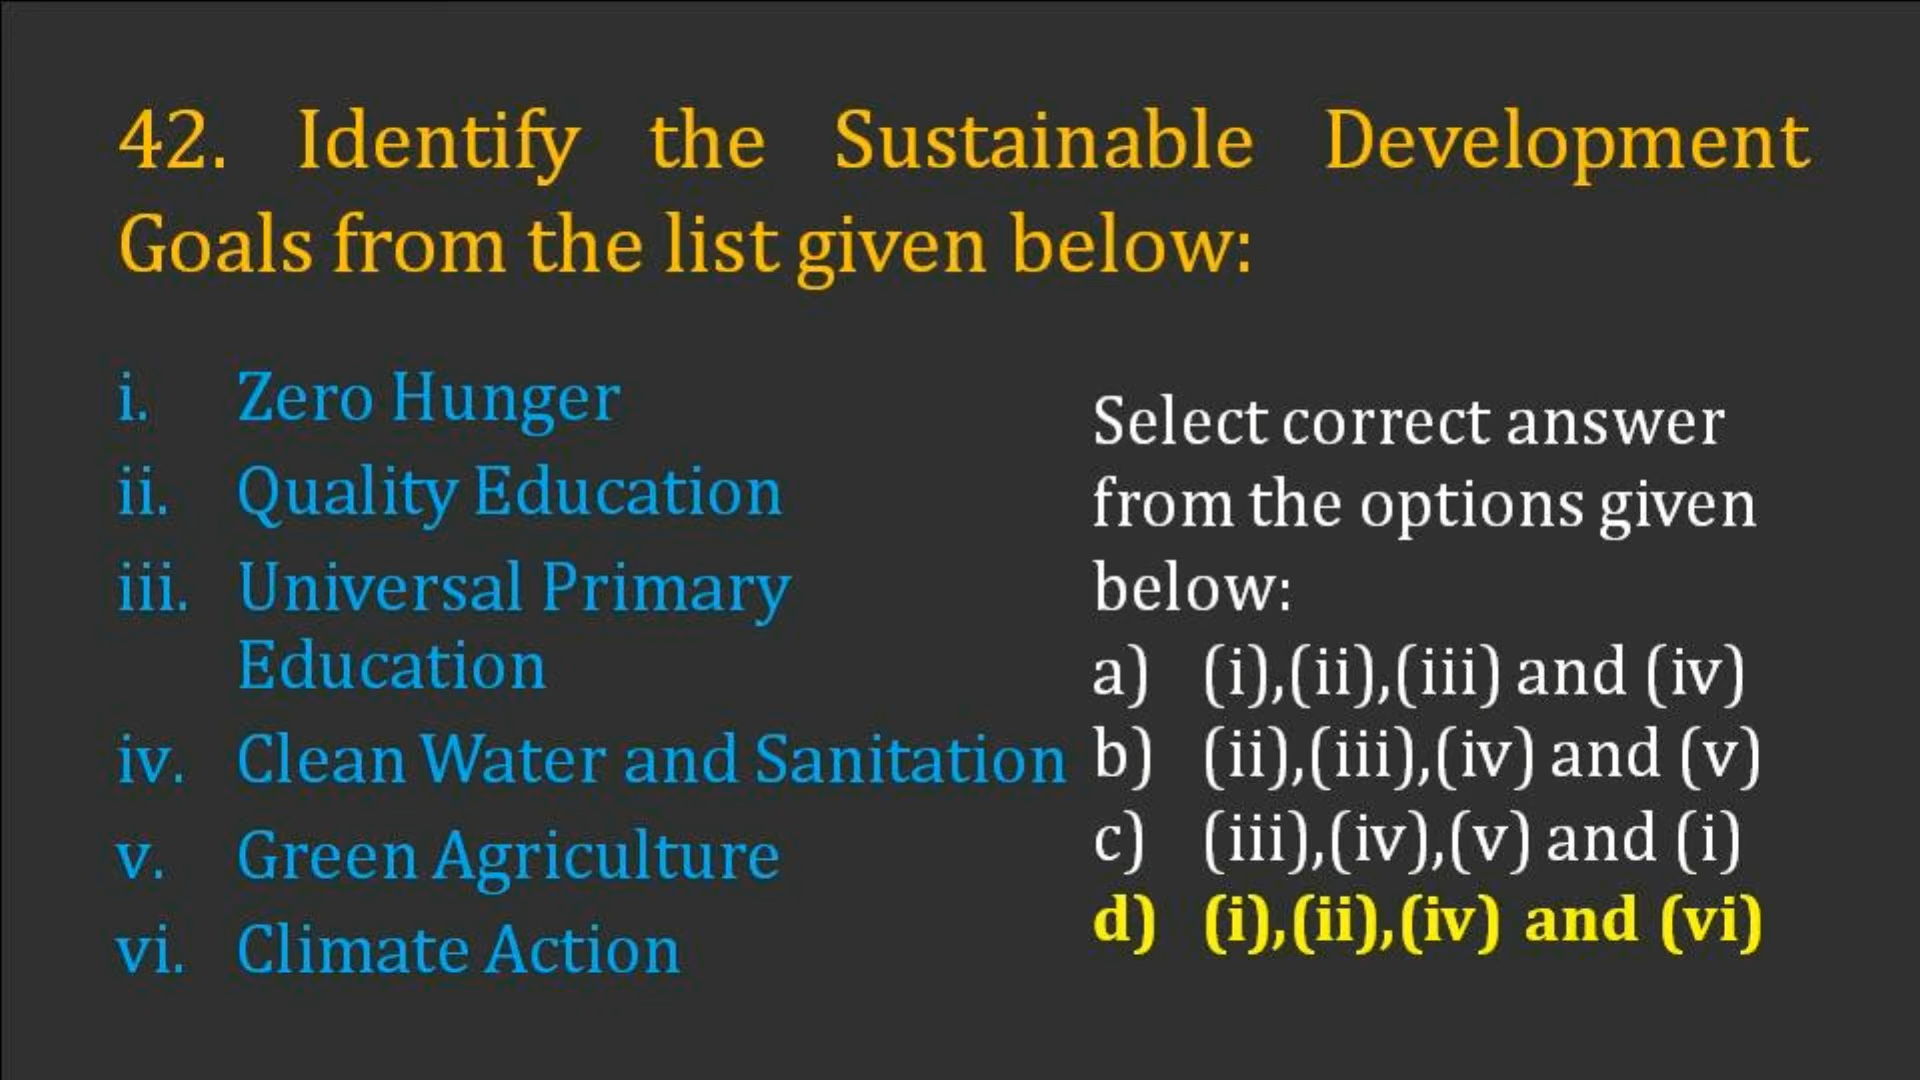 42. Identify the Sustainable Development
Goals from the list given below:
i. Zero Hunger
ii. Quality Education
iii. Universal Primary
Education
iv. Clean Water and Sanitation
v. Green Agriculture
vi. Climate Action
Select correct answer
from the options given
below:
a) (i),(ii),(iii) and (iv)
b) (ii),(iii),(iv) and (v)
c) (iii),(iv),(v) and (i)
d) (i),(ii),(iv) and (vi)